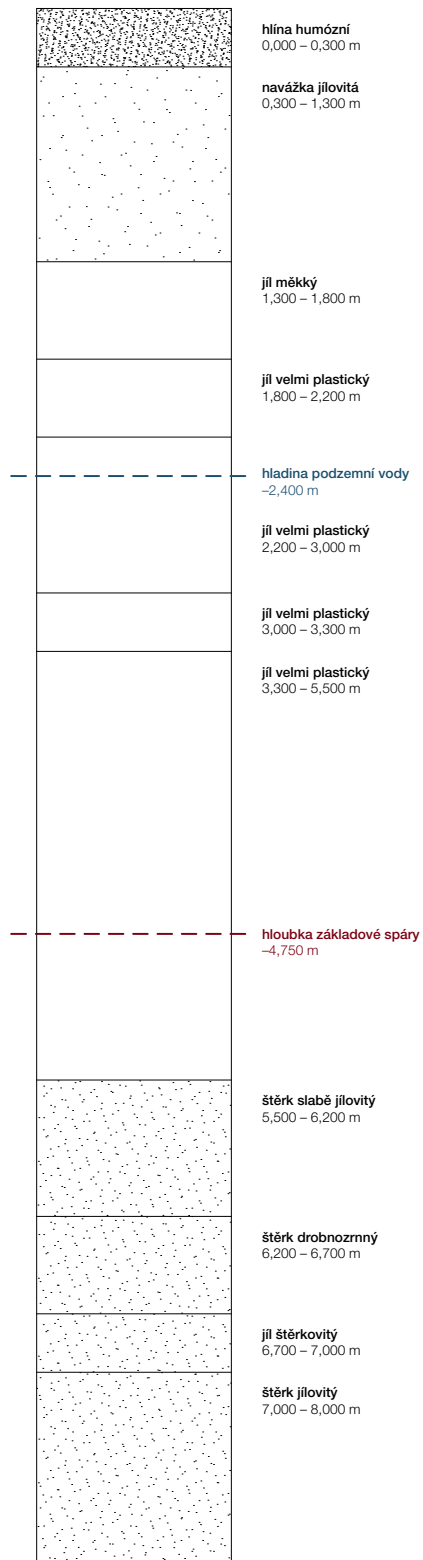 hlína humózní
0,000 – 0,300 m
navážka jílovitá
0,300 – 1,300 m
jíl měkký
1,300 – 1,800 m
jíl velmi plastický
1,800 – 2,200 m
hladina podzemní vody
–2,400 m
jíl velmi plastický
2,200 – 3,000 m
jíl velmi plastický
3,000 – 3,300 m
jíl velmi plastický
3,300 – 5,500 m
hloubka základové spáry
–4,750 m
štěrk slabě jílovitý
5,500 – 6,200 m
štěrk drobnozrnný
6,200 – 6,700 m
jíl štěrkovitý
6,700 – 7,000 m
štěrk jílovitý
7,000 – 8,000 m